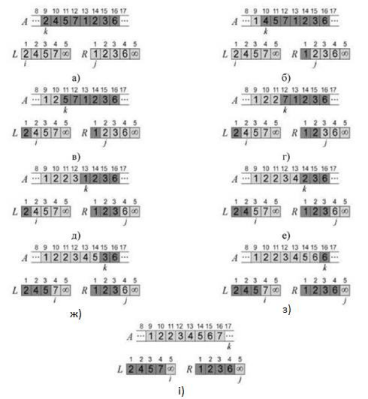 8 9 10 11 12 13 14 15 16 17
A ... 2 4 5 7 1 2 3 6 ...
k
1 2 3 4 5 1 2 3 4 5
L 2 4 5 7 ∞ R 1 2 3 6 ∞
i j
а)
8 9 10 11 12 13 14 15 16 17
A ... 1 4 5 7 1 2 3 6 ...
k
1 2 3 4 5 1 2 3 4 5
L 2 4 5 7 ∞ R 1 2 3 6 ∞
i j
б)
8 9 10 11 12 13 14 15 16 17
A ... 1 2 5 7 1 2 3 6 ...
k
1 2 3 4 5 1 2 3 4 5
L 2 4 5 7 ∞ R 1 2 3 6 ∞
i j
в)
8 9 10 11 12 13 14 15 16 17
A ... 1 2 2 7 1 2 3 6 ...
k
1 2 3 4 5 1 2 3 4 5
L 2 4 5 7 ∞ R 1 2 3 6 ∞
i j
г)
8 9 10 11 12 13 14 15 16 17
A ... 1 2 2 3 1 2 3 6 ...
k
1 2 3 4 5 1 2 3 4 5
L 2 4 5 7 ∞ R 1 2 3 6 ∞
i j
д)
8 9 10 11 12 13 14 15 16 17
A ... 1 2 2 3 4 2 3 6 ...
k
1 2 3 4 5 1 2 3 4 5
L 2 4 5 7 ∞ R 1 2 3 6 ∞
i j
е)
8 9 10 11 12 13 14 15 16 17
A ... 1 2 2 3 4 5 3 6 ...
k
1 2 3 4 5 1 2 3 4 5
L 2 4 5 7 ∞ R 1 2 3 6 ∞
i j
ж)
8 9 10 11 12 13 14 15 16 17
A ... 1 2 2 3 4 5 6 6 ...
k
1 2 3 4 5 1 2 3 4 5
L 2 4 5 7 ∞ R 1 2 3 6 ∞
i j
з)
8 9 10 11 12 13 14 15 16 17
A ... 1 2 2 3 4 5 6 7 ...
k
1 2 3 4 5 1 2 3 4 5
L 2 4 5 7 ∞ R 1 2 3 6 ∞
i j
і)